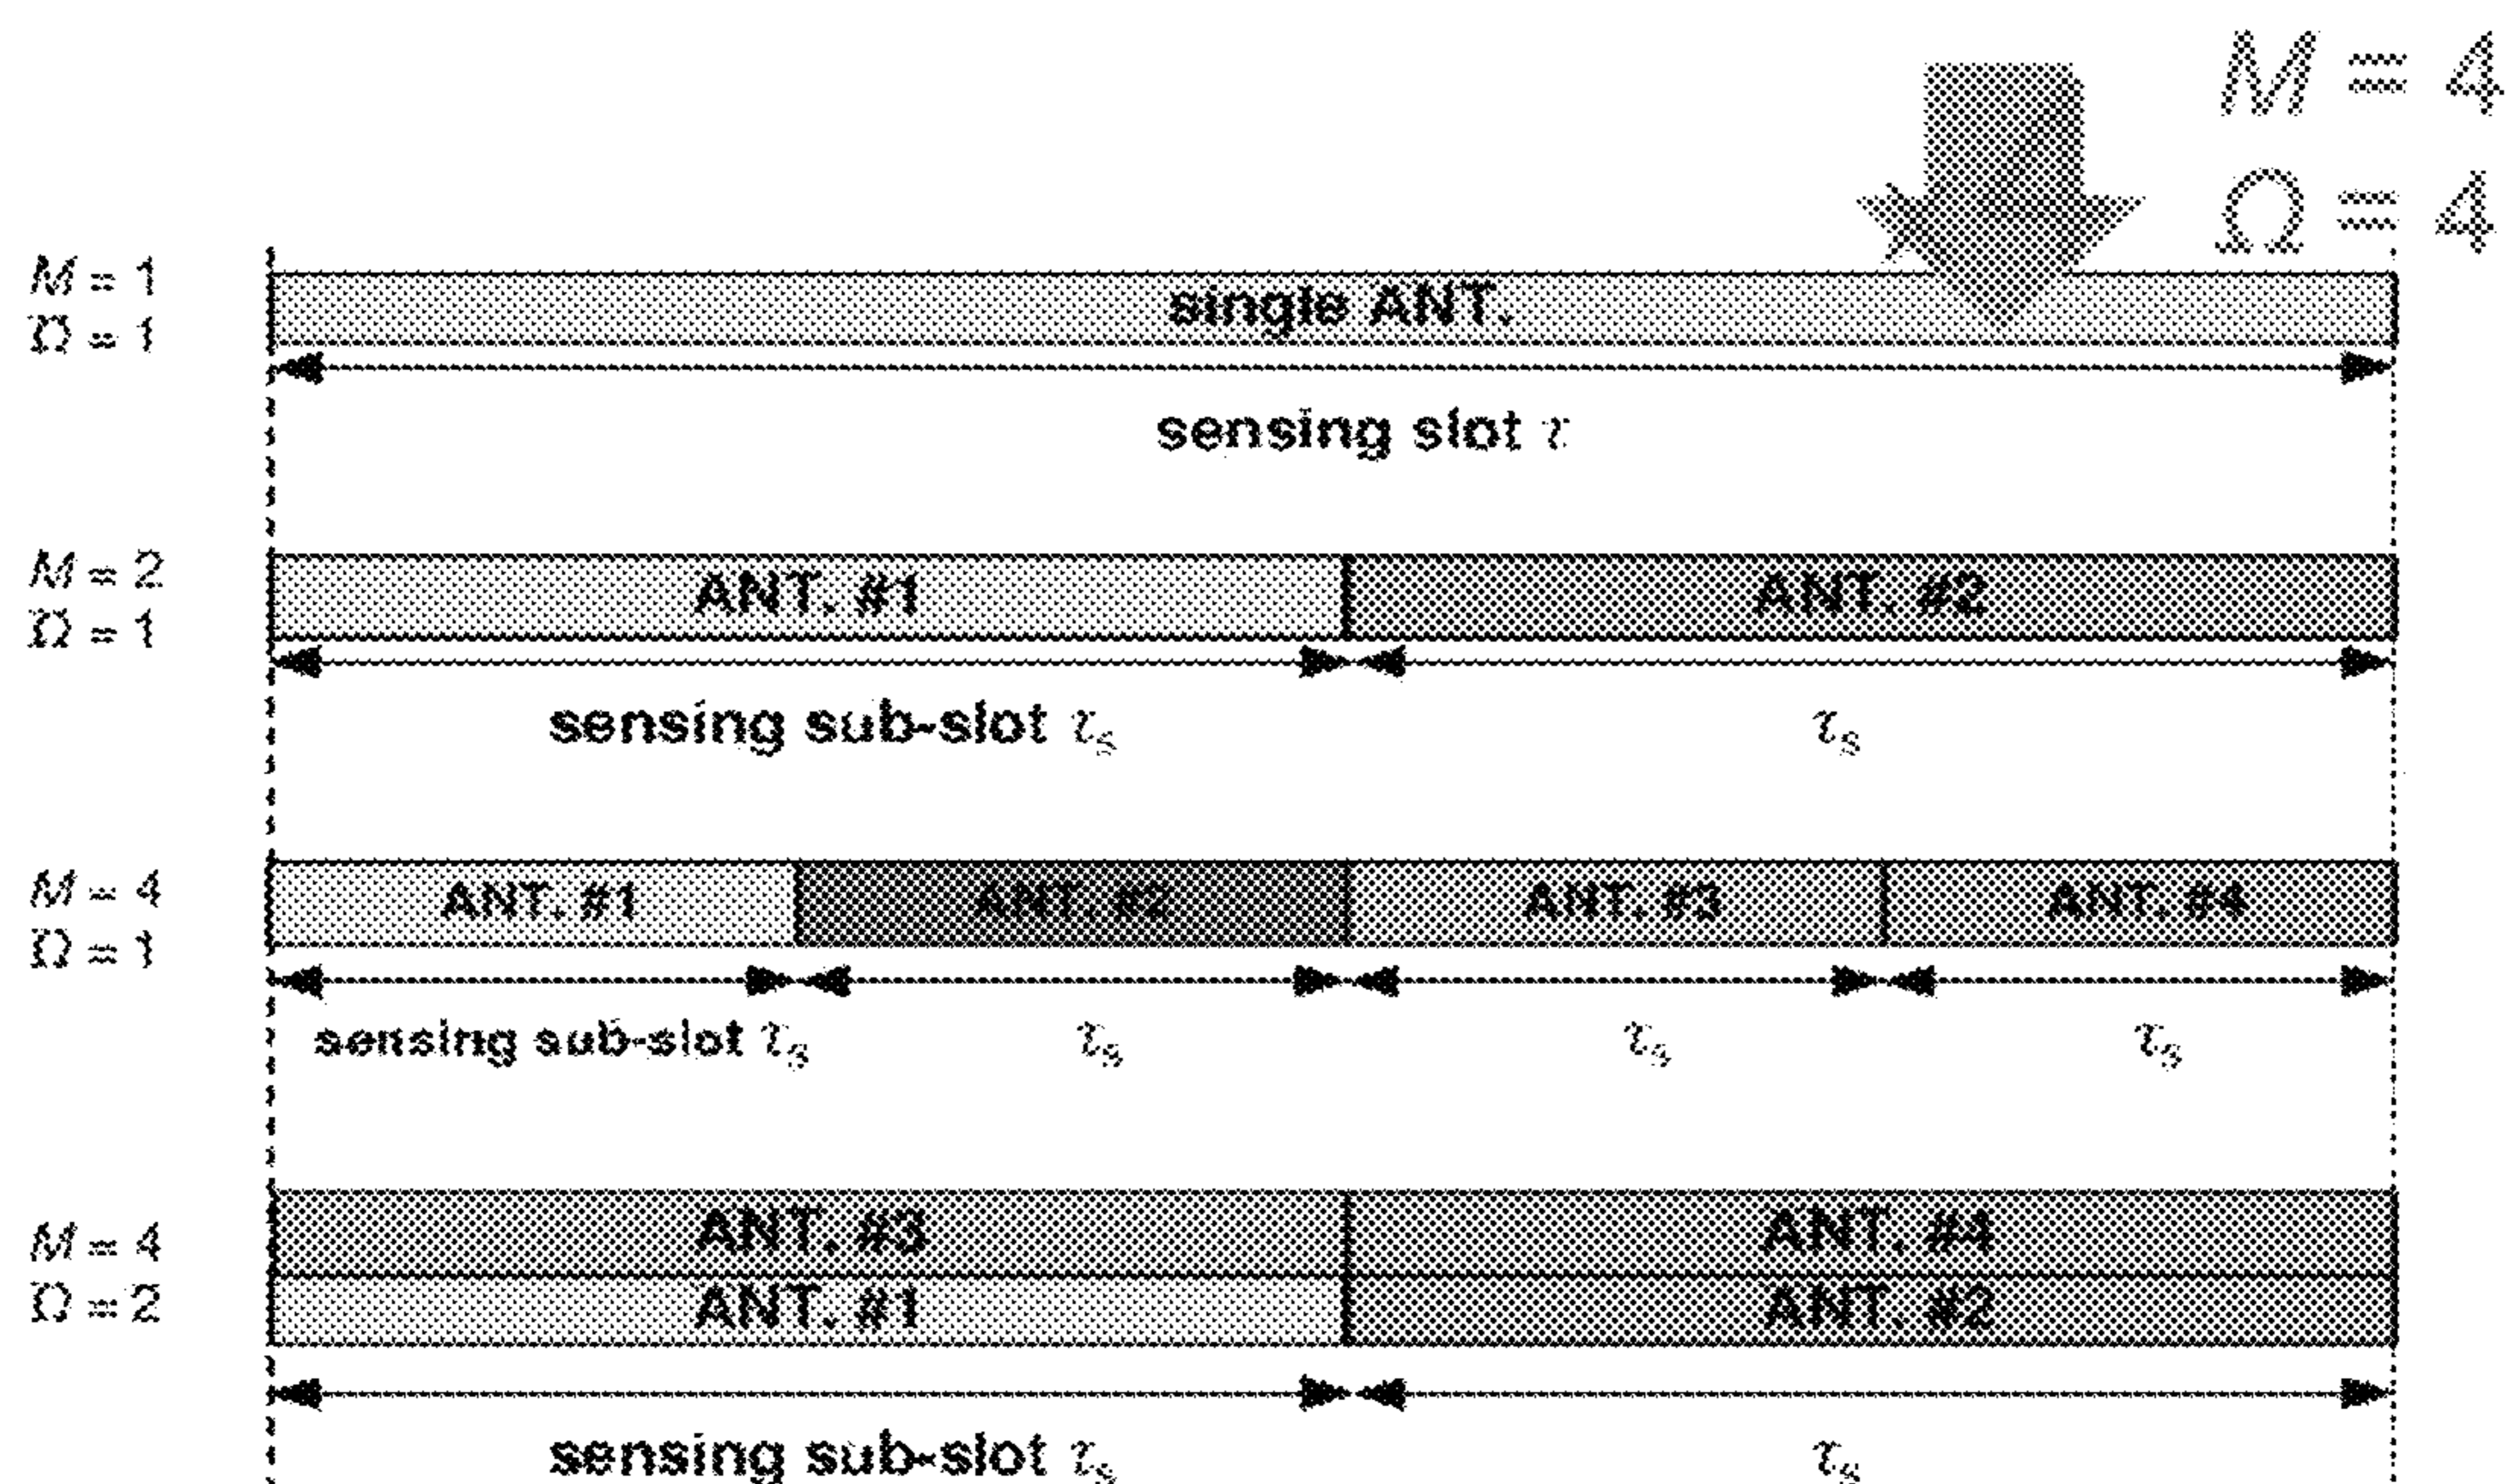 M = 4
Ω = 4
M = 1
Ω = 1
single ANT.
sensing slot τ
M = 2
Ω = 1
ANT. #1 ANT. #2
sensing sub-slot τs τs
M = 4
Ω = 1
ANT. #1 ANT. #2 ANT. #3 ANT. #4
sensing sub-slot τs τs τs τs
M = 4
Ω = 2
ANT. #3 ANT. #4
ANT. #1 ANT. #2
sensing sub-slot τs τs